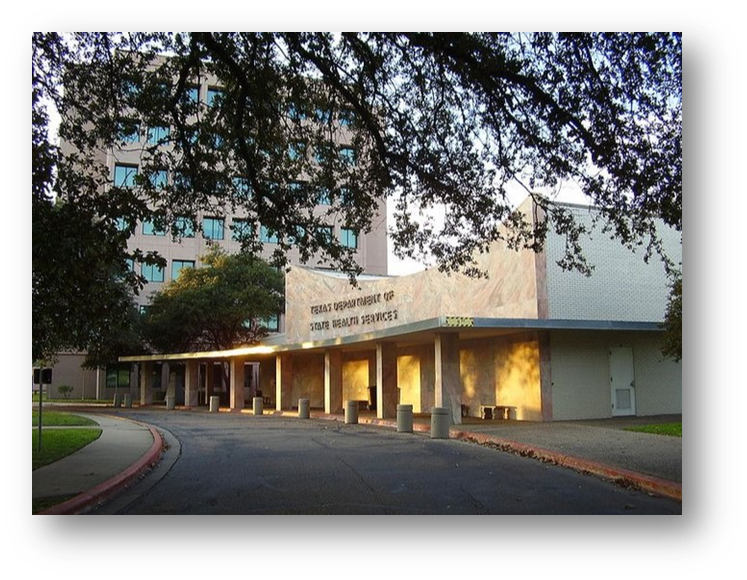 TEXAS DEPARTMENT OF
STATE HEALTH SERVICES